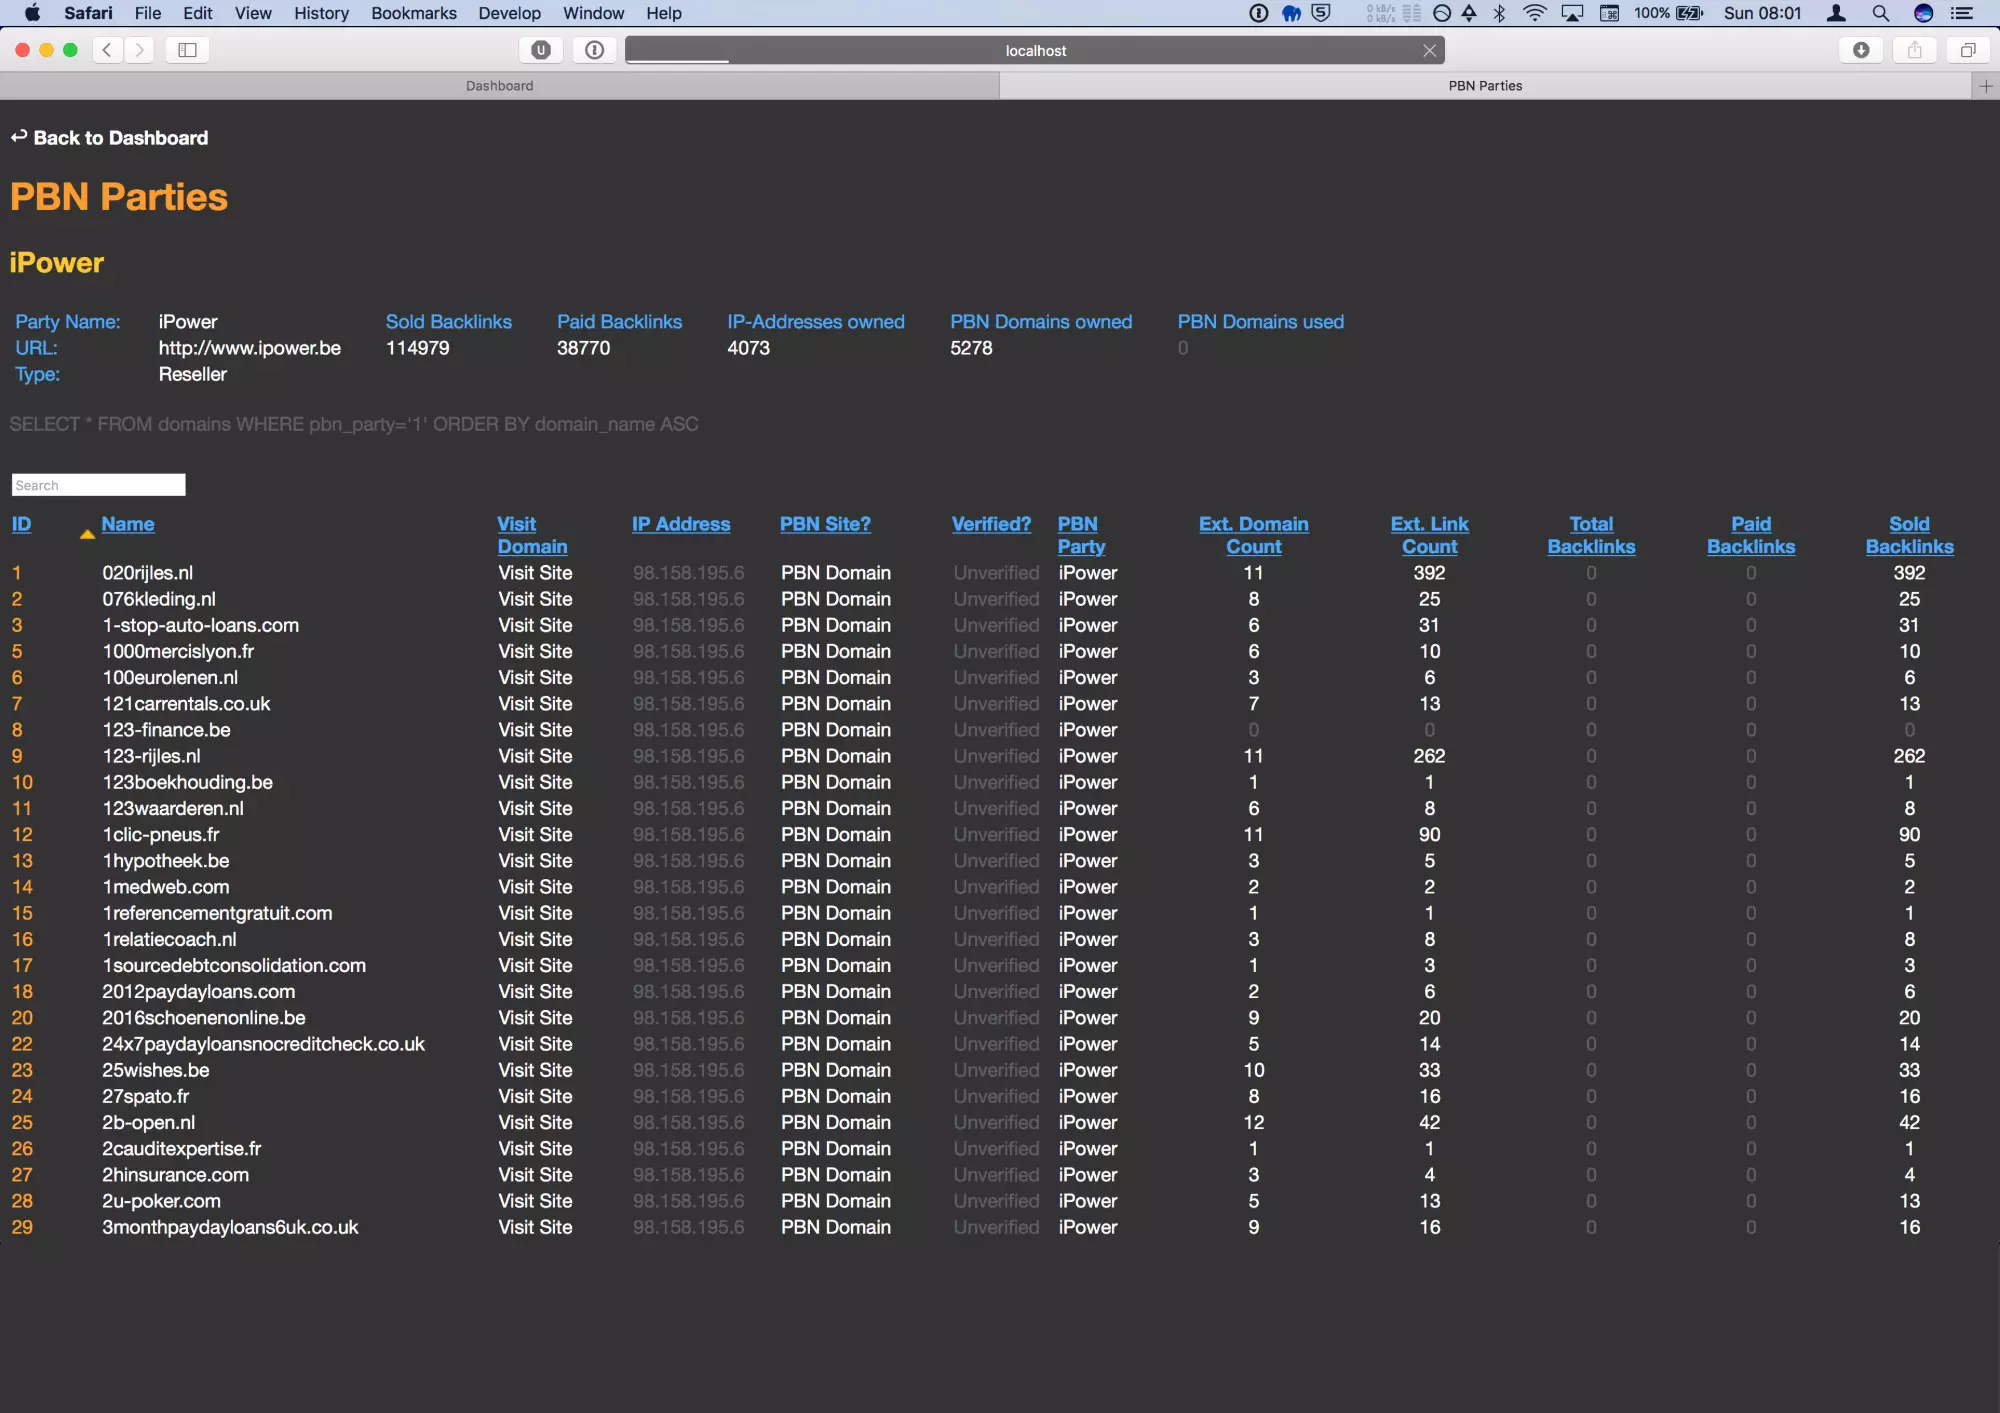 Safari File Edit View History Bookmarks Develop Window Help 0 kB/s 0 kB/s 100% Sun 08:01
localhost
Dashboard PBN Parties
Back to Dashboard
PBN Parties
iPower
Party Name: iPower Sold Backlinks Paid Backlinks IP-Addresses owned PBN Domains owned PBN Domains used
URL: http://www.ipower.be 114979 38770 4073 5278 0
Type: Reseller
SELECT * FROM domains WHERE pbn_party='1' ORDER BY domain_name ASC
Search
ID Name Visit Domain IP Address PBN Site? Verified? PBN Party Ext. Domain Count Ext. Link Count Total Backlinks Paid Backlinks Sold Backlinks
1 020rijles.nl Visit Site 98.158.195.6 PBN Domain Unverified iPower 11 392 0 0 392
2 076kleding.nl Visit Site 98.158.195.6 PBN Domain Unverified iPower 8 25 0 0 25
3 1-stop-auto-loans.com Visit Site 98.158.195.6 PBN Domain Unverified iPower 6 31 0 0 31
5 1000mercislyon.fr Visit Site 98.158.195.6 PBN Domain Unverified iPower 6 10 0 0 10
6 100eurolenen.nl Visit Site 98.158.195.6 PBN Domain Unverified iPower 3 6 0 0 6
7 121carrentals.co.uk Visit Site 98.158.195.6 PBN Domain Unverified iPower 7 13 0 0 13
8 123-finance.be Visit Site 98.158.195.6 PBN Domain Unverified iPower 0 0 0 0 0
9 123-rijles.nl Visit Site 98.158.195.6 PBN Domain Unverified iPower 11 262 0 0 262
10 123boekhouding.be Visit Site 98.158.195.6 PBN Domain Unverified iPower 1 1 0 0 1
11 123waarderen.nl Visit Site 98.158.195.6 PBN Domain Unverified iPower 6 8 0 0 8
12 1clic-pneus.fr Visit Site 98.158.195.6 PBN Domain Unverified iPower 11 90 0 0 90
13 1hypotheek.be Visit Site 98.158.195.6 PBN Domain Unverified iPower 3 5 0 0 5
14 1medweb.com Visit Site 98.158.195.6 PBN Domain Unverified iPower 2 2 0 0 2
15 1referencementgratuit.com Visit Site 98.158.195.6 PBN Domain Unverified iPower 1 1 0 0 1
16 1relatiecoach.nl Visit Site 98.158.195.6 PBN Domain Unverified iPower 3 8 0 0 8
17 1sourcedebtconsolidation.com Visit Site 98.158.195.6 PBN Domain Unverified iPower 1 3 0 0 3
18 2012paydayloans.com Visit Site 98.158.195.6 PBN Domain Unverified iPower 2 6 0 0 6
20 2016schoenenonline.be Visit Site 98.158.195.6 PBN Domain Unverified iPower 9 20 0 0 20
22 24x7paydayloansnocreditcheck.co.uk Visit Site 98.158.195.6 PBN Domain Unverified iPower 5 14 0 0 14
23 25wishes.be Visit Site 98.158.195.6 PBN Domain Unverified iPower 10 33 0 0 33
24 27spato.fr Visit Site 98.158.195.6 PBN Domain Unverified iPower 8 16 0 0 16
25 2b-open.nl Visit Site 98.158.195.6 PBN Domain Unverified iPower 12 42 0 0 42
26 2cauditexpertise.fr Visit Site 98.158.195.6 PBN Domain Unverified iPower 1 1 0 0 1
27 2hinsurance.com Visit Site 98.158.195.6 PBN Domain Unverified iPower 3 4 0 0 4
28 2u-poker.com Visit Site 98.158.195.6 PBN Domain Unverified iPower 5 13 0 0 13
29 3monthpaydayloans6uk.co.uk Visit Site 98.158.195.6 PBN Domain Unverified iPower 9 16 0 0 16